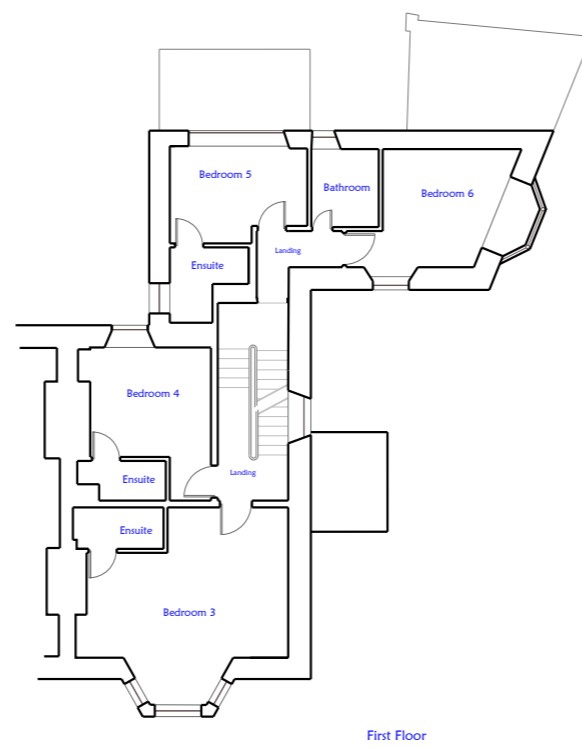 Bedroom 5
Bathroom
Bedroom 6
Landing
Ensuite
Bedroom 4
Landing
Ensuite
Ensuite
Bedroom 3
First Floor